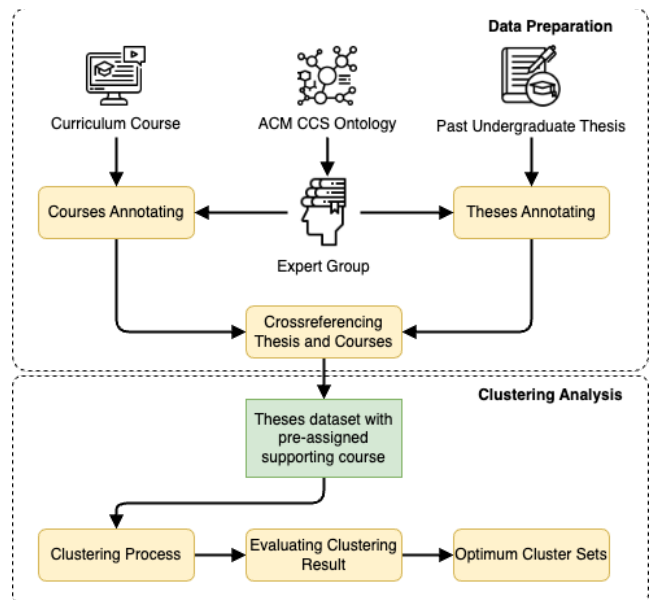 Data Preparation
Curriculum Course
ACM CCS Ontology
Past Undergraduate Thesis
Courses Annotating
Theses Annotating
Expert Group
Crossreferencing
Thesis and Courses
Clustering Analysis
Theses dataset with
pre-assigned
supporting course
Clustering Process
Evaluating Clustering
Result
Optimum Cluster Sets